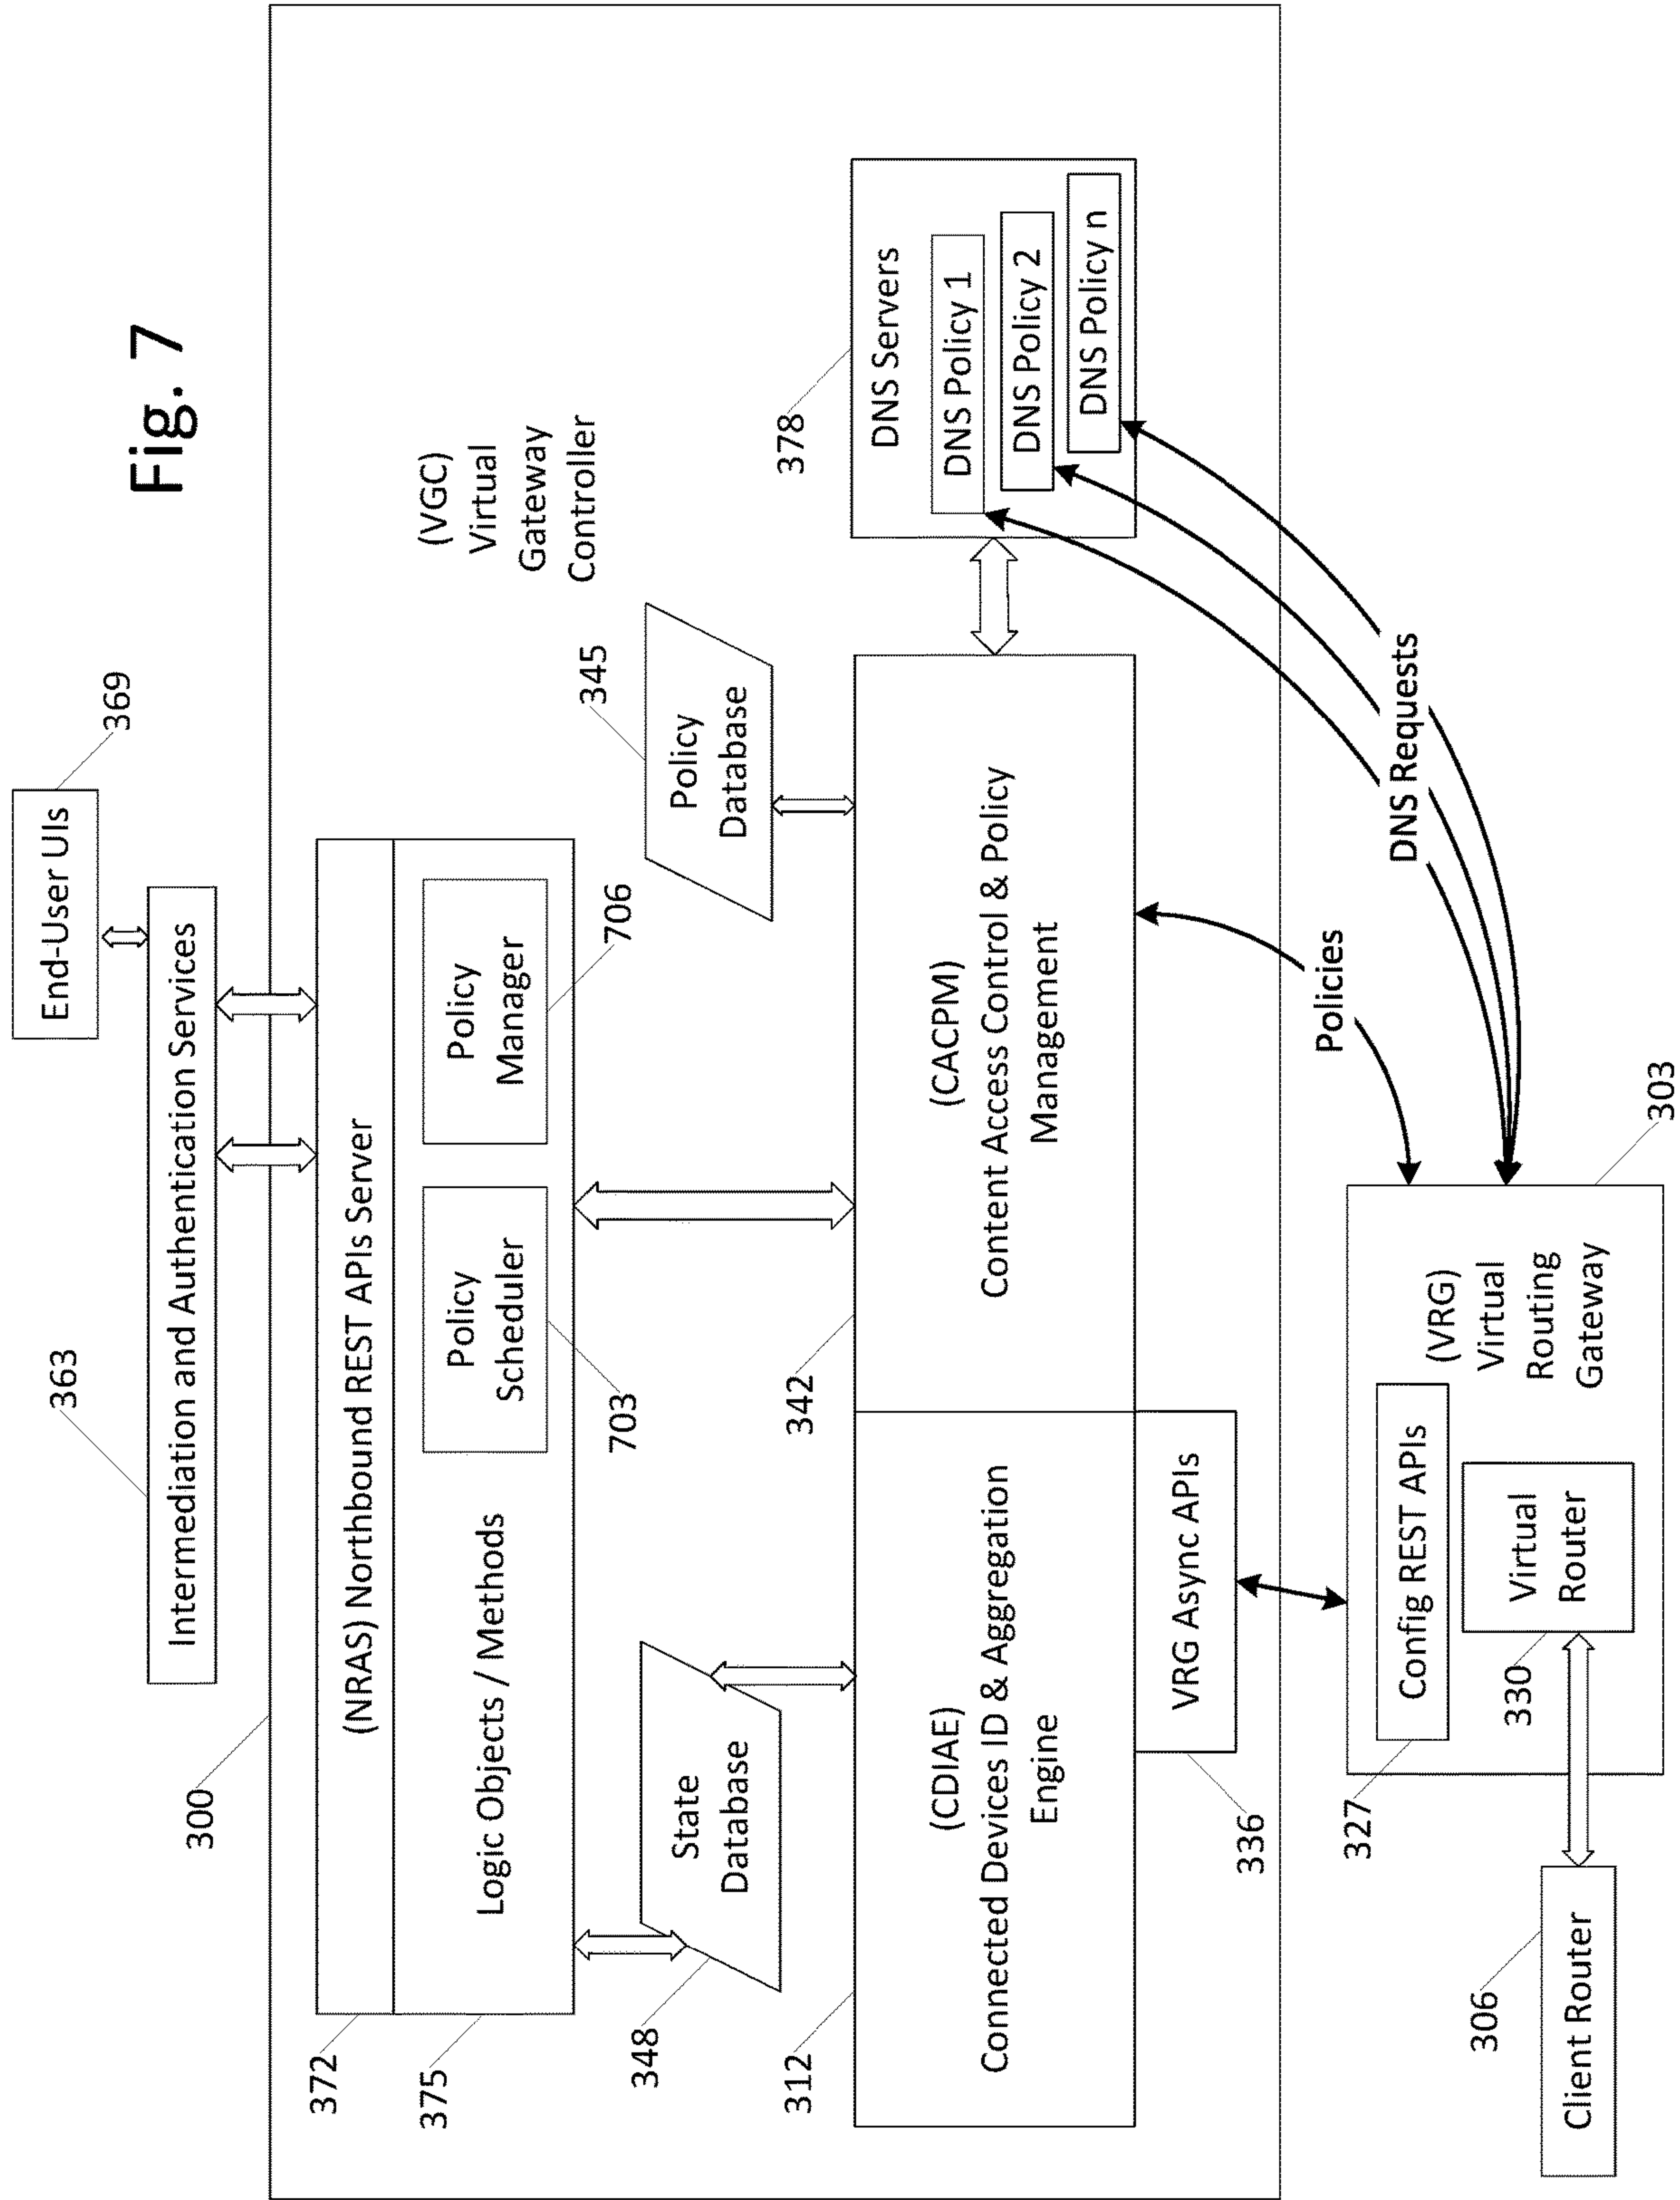 Fig. 7
363
Intermediation and Authentication Services
End-User UIs
369
300
372
(NRAS) Northbound REST APIs Server
375
Logic Objects / Methods
Policy
Scheduler
703
Policy
Manager
706
(VGC)
Virtual
Gateway
Controller
348
State
Database
345
Policy
Database
312
(CDIAE)
Connected Devices ID & Aggregation
Engine
342
(CACPM)
Content Access Control & Policy
Management
378
DNS Servers
DNS Policy 1
DNS Policy 2
DNS Policy n
336
VRG Async APIs
Policies
DNS Requests
306
Client Router
327
Config REST APIs
330
Virtual
Router
(VRG)
Virtual
Routing
Gateway
303